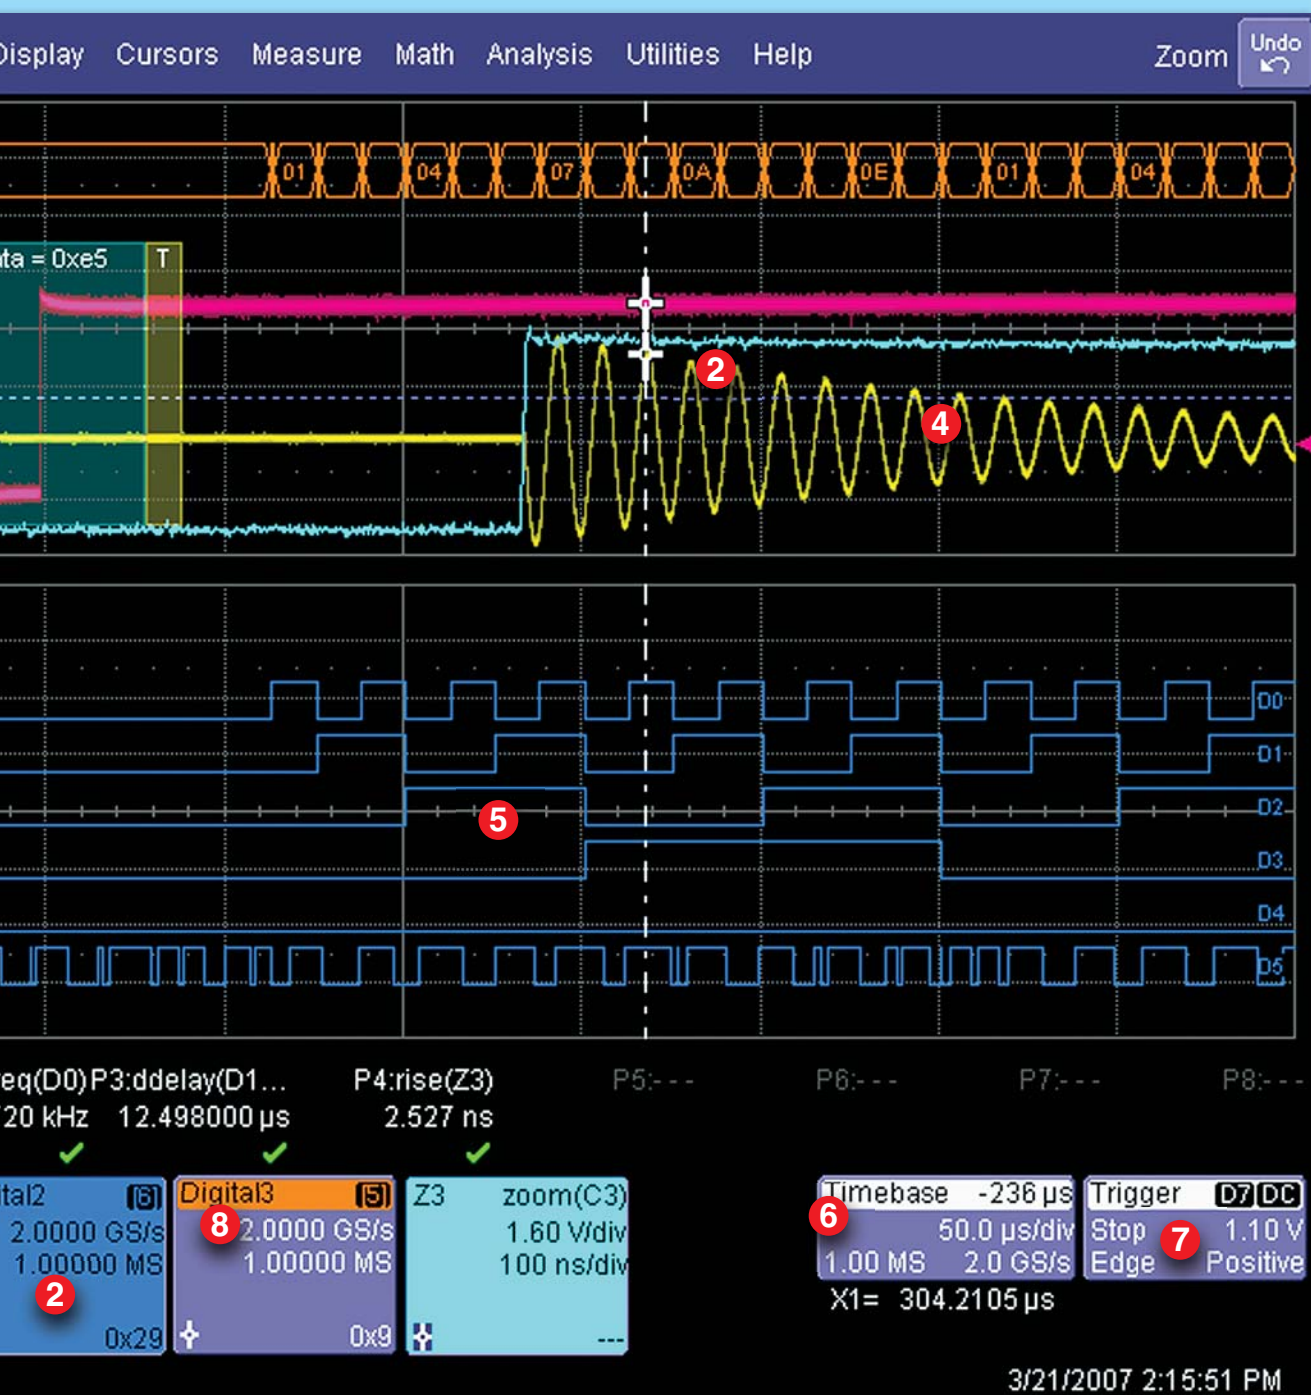 Display Cursors Measure Math Analysis Utilities Help Zoom Undo
01 04 07 0A 0E 01 04
ta = 0xe5 T
2
4
D0
D1
D2
5
D3
D4
D5
req(D0) P3:ddelay(D1... P4:rise(Z3) P5:--- P6:--- P7:--- P8:---
720 kHz 12.498000 µs 2.527 ns
ital2 [6] Digital3 [5] Z3 zoom(C3) Timebase -236 µs Trigger D7 DC
2.0000 GS/s 8 2.0000 GS/s 1.60 V/div 6 50.0 µs/div Stop 7 1.10 V
1.00000 MS 1.00000 MS 100 ns/div 1.00 MS 2.0 GS/s Edge Positive
2
X1= 304.2105 µs
0x29 0x9 ---
3/21/2007 2:15:51 PM